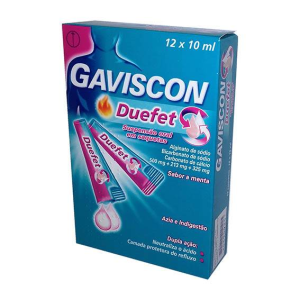 12 x 10 ml
GAVISCON
Duefet
Suspensão oral
em saquetas
Alginato de sódio
Bicarbonato de sódio
Carbonato de cálcio
500 mg + 213 mg + 325 mg
Sabor a menta
Duefet
Duefet
Azia e Indigestão
Dupla ação:
Neutraliza o ácido
Camada protetora do refluxo